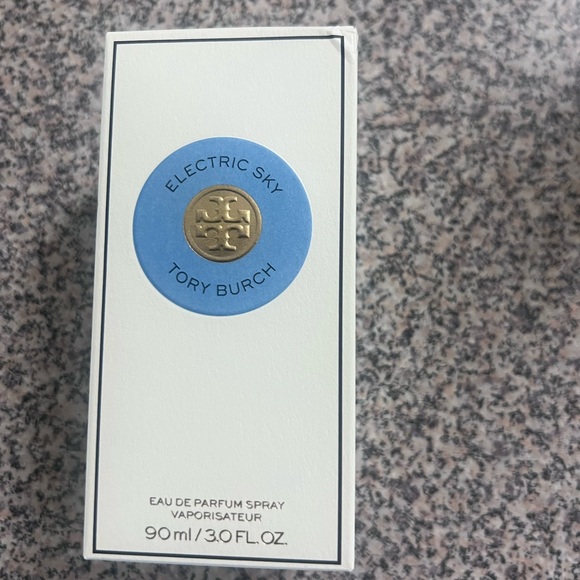 ELECTRIC SKY
TORY BURCH
EAU DE PARFUM SPRAY
VAPORISATEUR
90 ml / 3.0 FL.OZ.